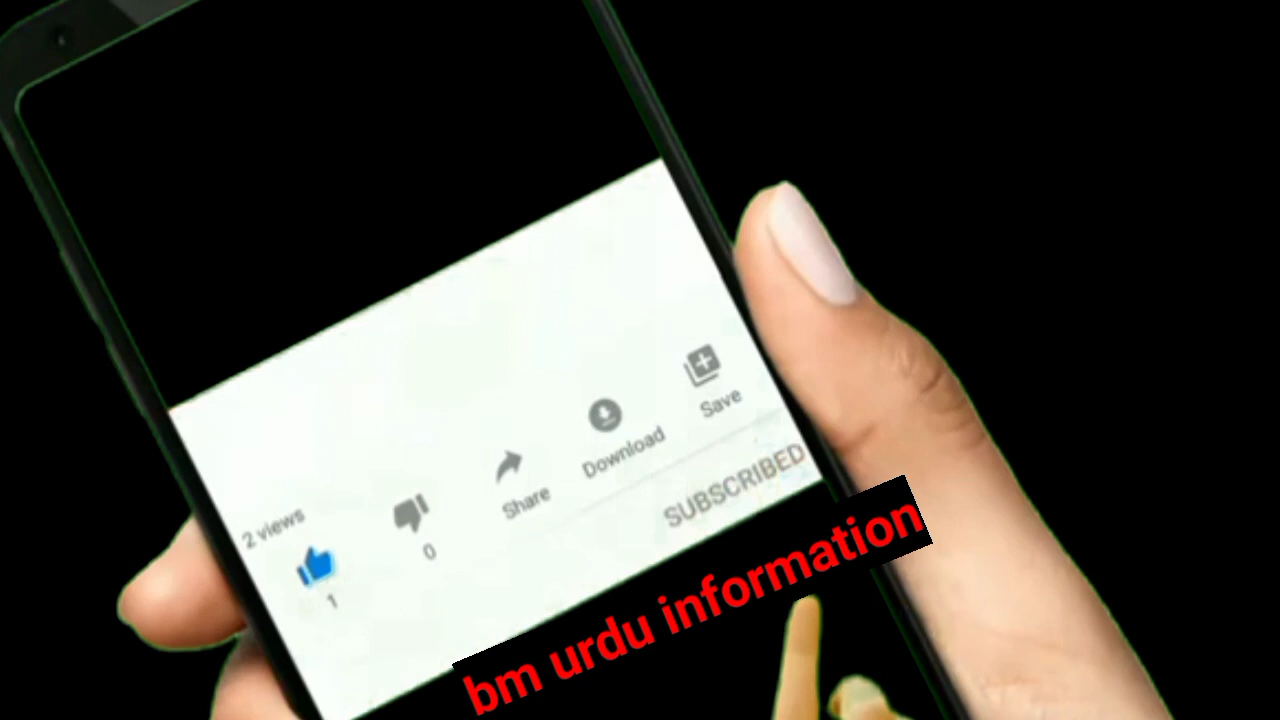 2 views
1
0
Share
Download
Save
SUBSCRIBED
bm urdu information